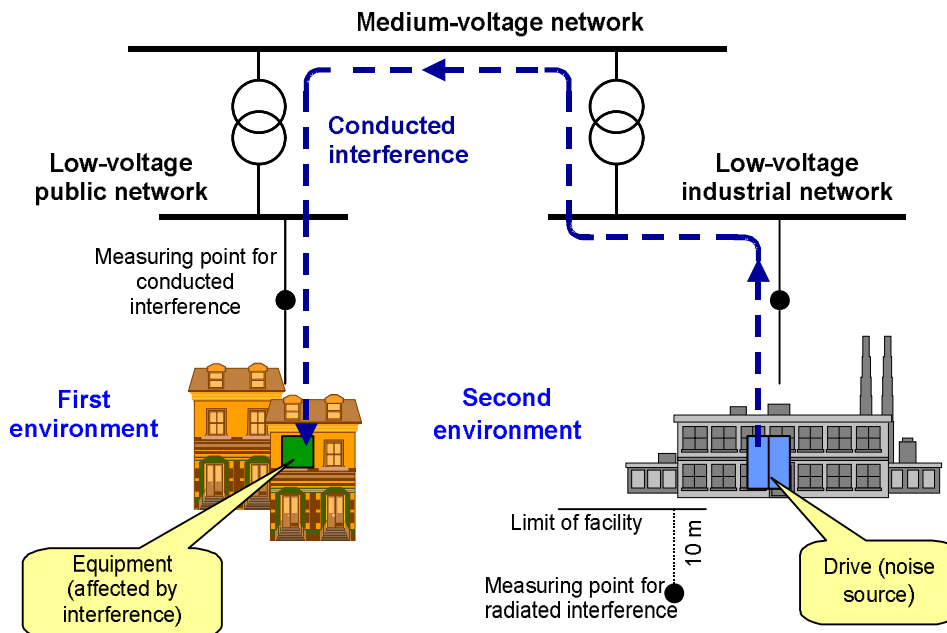 Medium-voltage network
Conducted
interference
Low-voltage
public network
Low-voltage
industrial network
Measuring point for
conducted
interference
First
environment
Second
environment
Limit of facility
10 m
Measuring point for
radiated interference
Equipment
(affected by
interference)
Drive (noise
source)